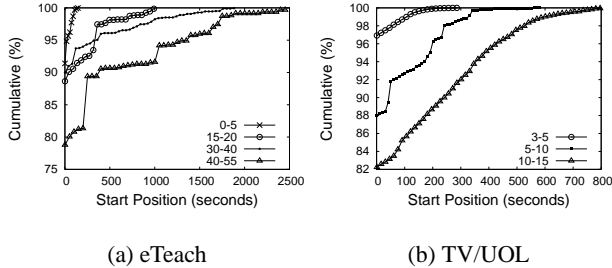 Cumulative (%)
100
95
90
85
80
75
0 500 1000 1500 2000 2500
Start Position (seconds)
0-5
15-20
30-40
40-55
(a) eTeach
Cumulative (%)
100
98
96
94
92
90
88
86
84
82
0 100 200 300 400 500 600 700 800
Start Position (seconds)
3-5
5-10
10-15
(b) TV/UOL